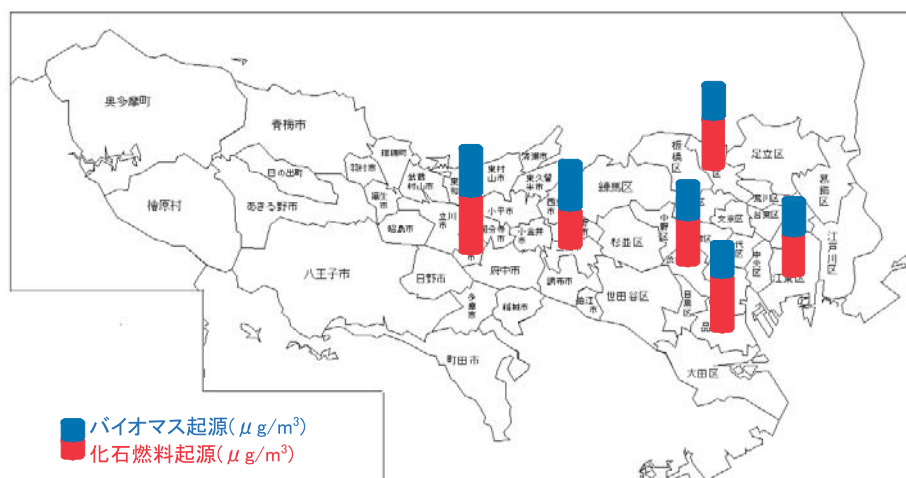 奥多摩町
青梅市
檜原村
日の出町
あきる野市
八王子市
羽村市
瑞穂町
福生市
武蔵
村山市
昭島市
立川
市
東村
山市
清瀬市
東久留
米市
小平市
小金井
市
府中市
日野市
多摩
市
稲城市
町田市
調布市
狛江
市
練馬区
板橋
区
足立区
葛飾区
荒川区
台東区
文京区
中野区
杉並区
世田谷区
目黒区
大田区
中央区
江東区
江戸川区
バイオマス起源(μg/m³)
化石燃料起源(μg/m³)